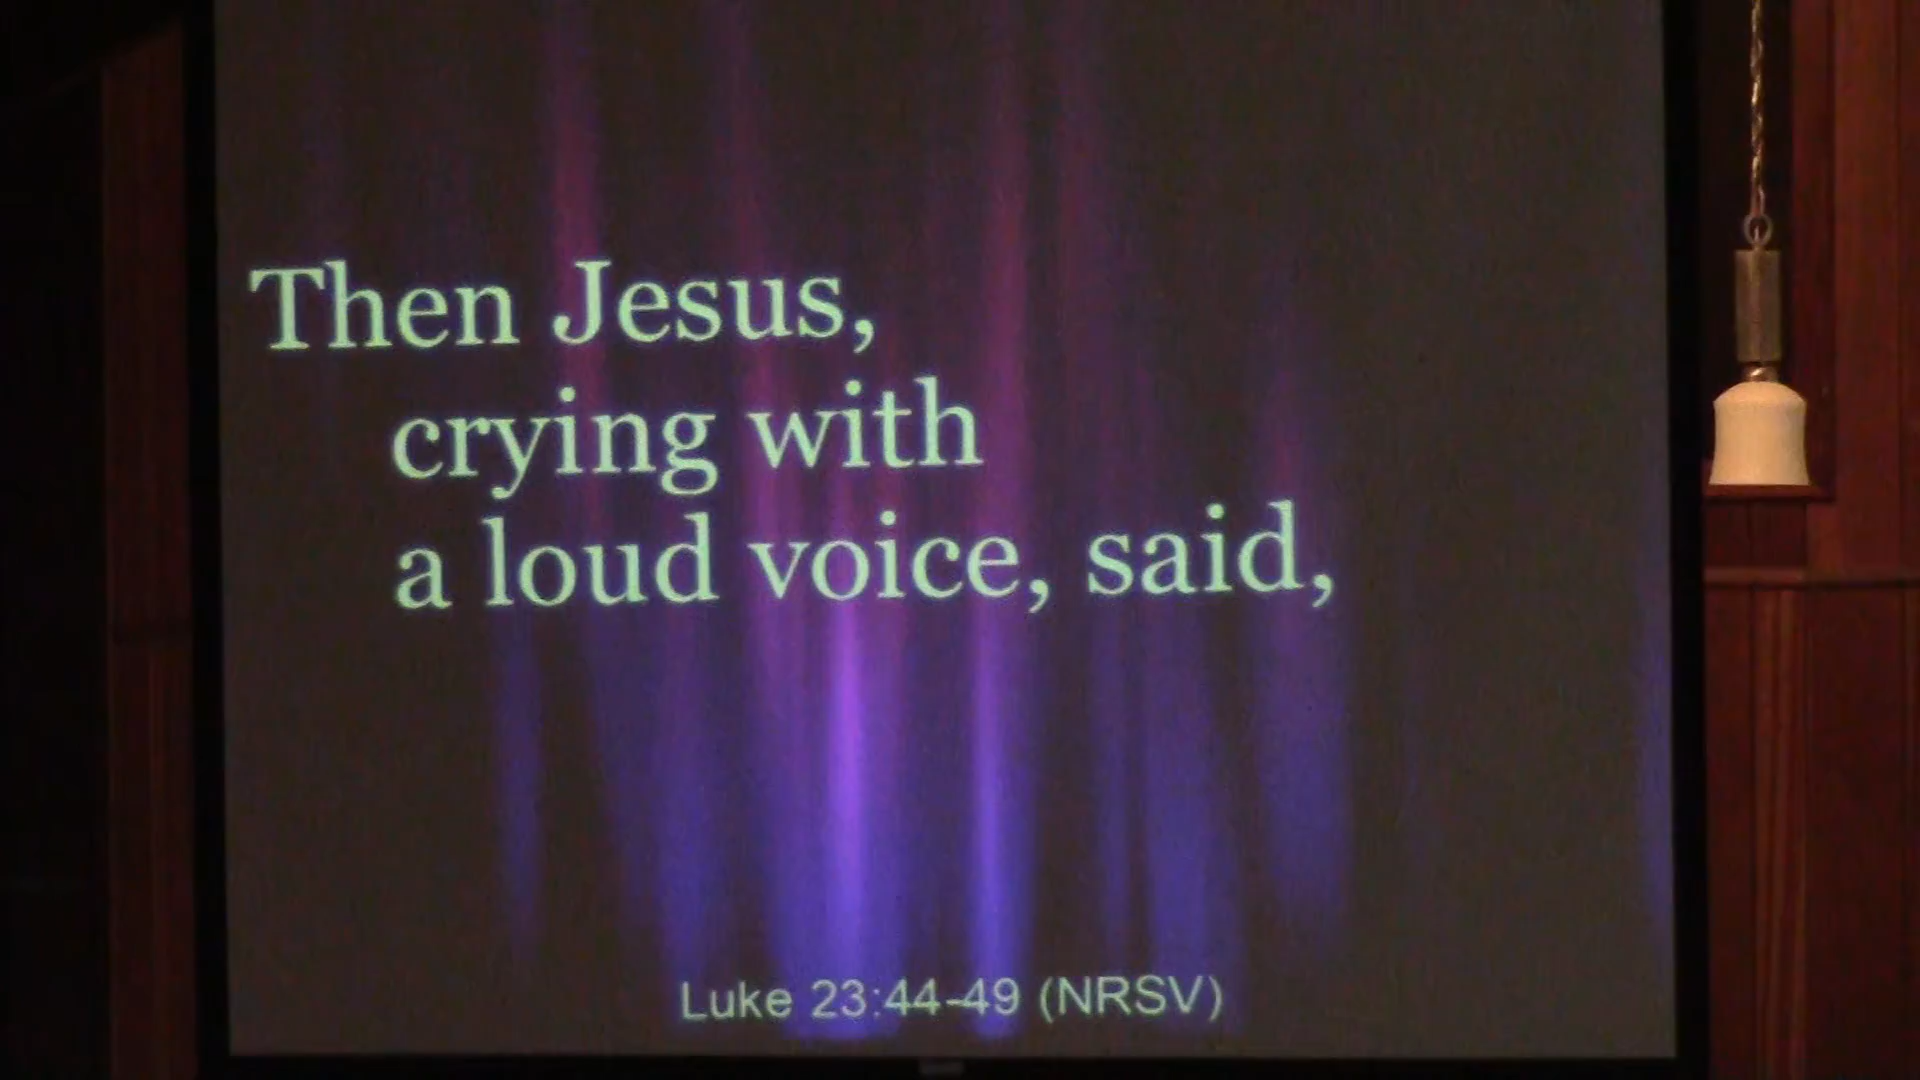 Then Jesus,
crying with
a loud voice, said,
Luke 23:44-49 (NRSV)